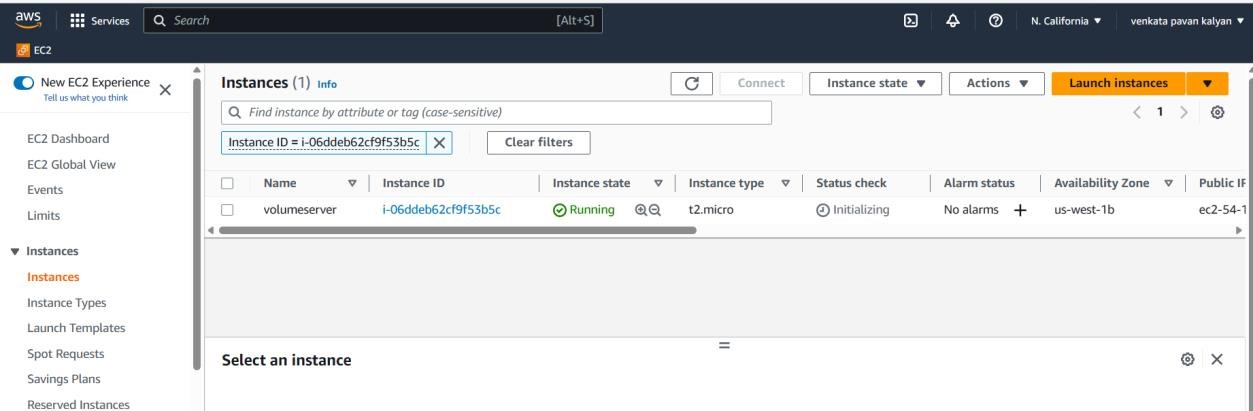 aws
Services
Search
[Alt+S]
N. California
venkata pavan kalyan
EC2
New EC2 Experience
Tell us what you think
EC2 Dashboard
EC2 Global View
Events
Limits
Instances
Instances
Instance Types
Launch Templates
Spot Requests
Savings Plans
Reserved Instances
Instances (1) Info
Connect
Instance state
Actions
Launch instances
Find instance by attribute or tag (case-sensitive)
1
Instance ID = i-06ddeb62cf9f53b5c
Clear filters
Name Instance ID Instance state Instance type Status check Alarm status Availability Zone Public IP
volumeserver i-06ddeb62cf9f53b5c Running t2.micro Initializing No alarms + us-west-1b ec2-54-1
Select an instance